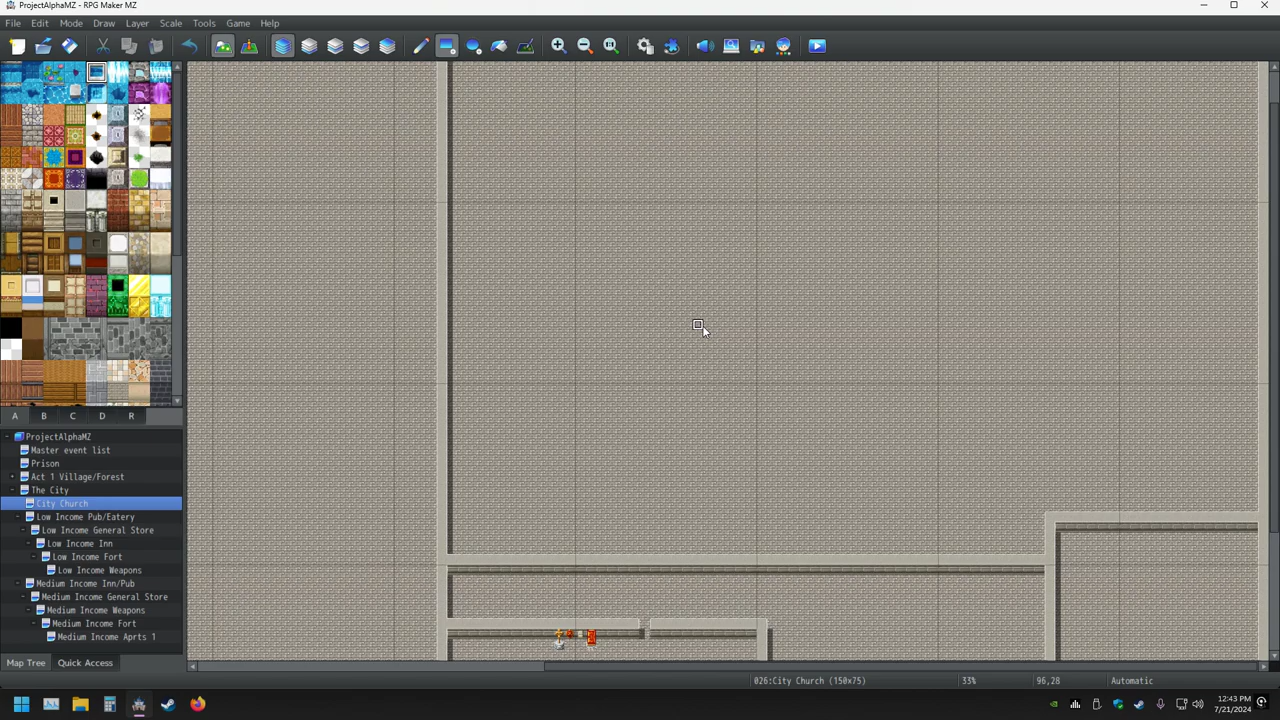 ProjectAlphaMZ - RPG Maker MZ
File Edit Mode Draw Layer Scale Tools Game Help
A B C D R
ProjectAlphaMZ
Master event list
Prison
Act 1 Village/Forest
The City
City Church
Low Income Pub/Eatery
Low Income General Store
Low Income Inn
Low Income Fort
Low Income Weapons
Medium Income Inn/Pub
Medium Income General Store
Medium Income Weapons
Medium Income Fort
Medium Income Aprts 1
Map Tree Quick Access
026:City Church (150×75) 33% 96,28 Automatic
12:43 PM
7/21/2024